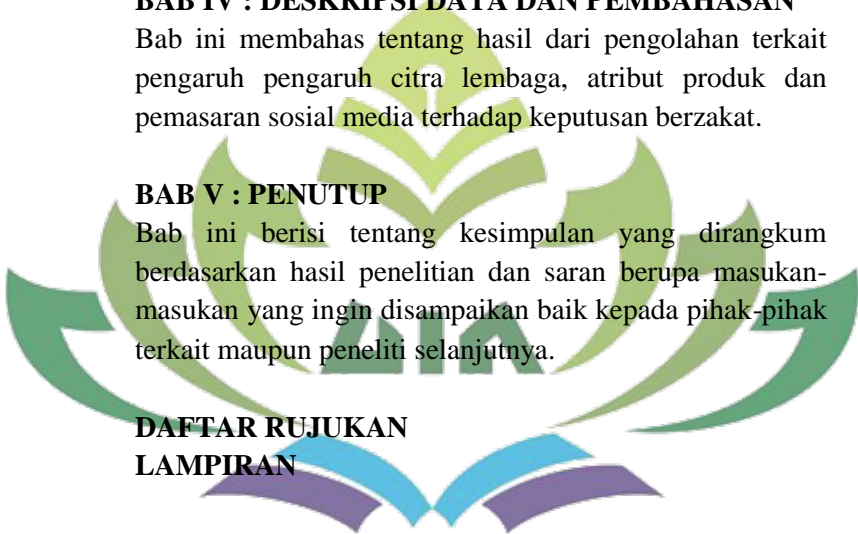 BAB IV : DESKRIPSI DATA DAN PEMBAHASAN
Bab ini membahas tentang hasil dari pengolahan terkait
pengaruh pengaruh citra lembaga, atribut produk dan
pemasaran sosial media terhadap keputusan berzakat.
BAB V : PENUTUP
Bab ini berisi tentang kesimpulan yang dirangkum
berdasarkan hasil penelitian dan saran berupa masukan-
masukan yang ingin disampaikan baik kepada pihak-pihak
terkait maupun peneliti selanjutnya.
UIN
DAFTAR RUJUKAN
LAMPIRAN